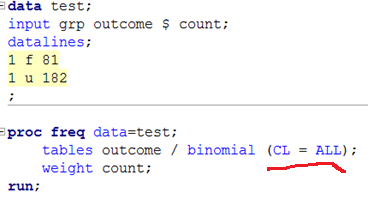 data test;
input grp outcome $ count;
datalines;
1 f 81
1 u 182
;
proc freq data=test;
tables outcome / binomial (CL = ALL);
weight count;
run;